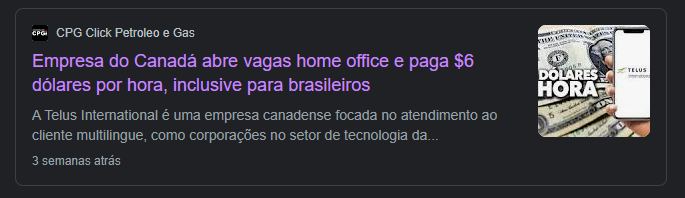 CPG Click Petroleo e Gas
Empresa do Canadá abre vagas home office e paga $6
dólares por hora, inclusive para brasileiros
A Telus International é uma empresa canadense focada no atendimento ao
cliente multilingue, como corporações no setor de tecnologia da...
3 semanas atrás
DÓLARES
HORA
TELUS